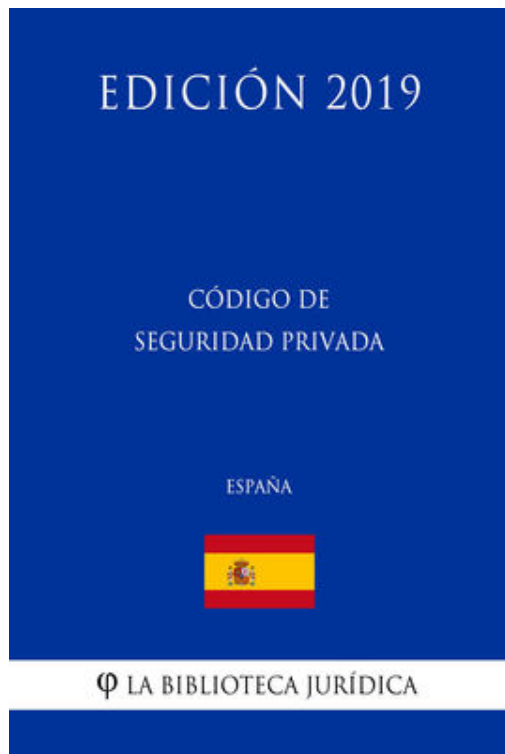 EDICIÓN 2019
CÓDIGO DE
SEGURIDAD PRIVADA
ESPAÑA
φ LA BIBLIOTECA JURÍDICA